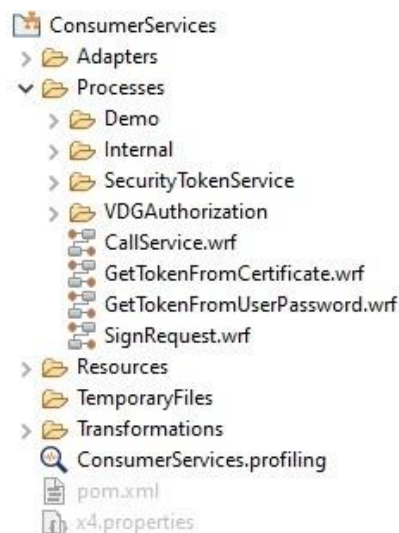 ConsumerServices
Adapters
Processes
Demo
Internal
SecurityTokenService
VDGAuthorization
CallService.wrf
GetTokenFromCertificate.wrf
GetTokenFromUserPassword.wrf
SignRequest.wrf
Resources
TemporaryFiles
Transformations
ConsumerServices.profiling
pom.xml
x4.properties